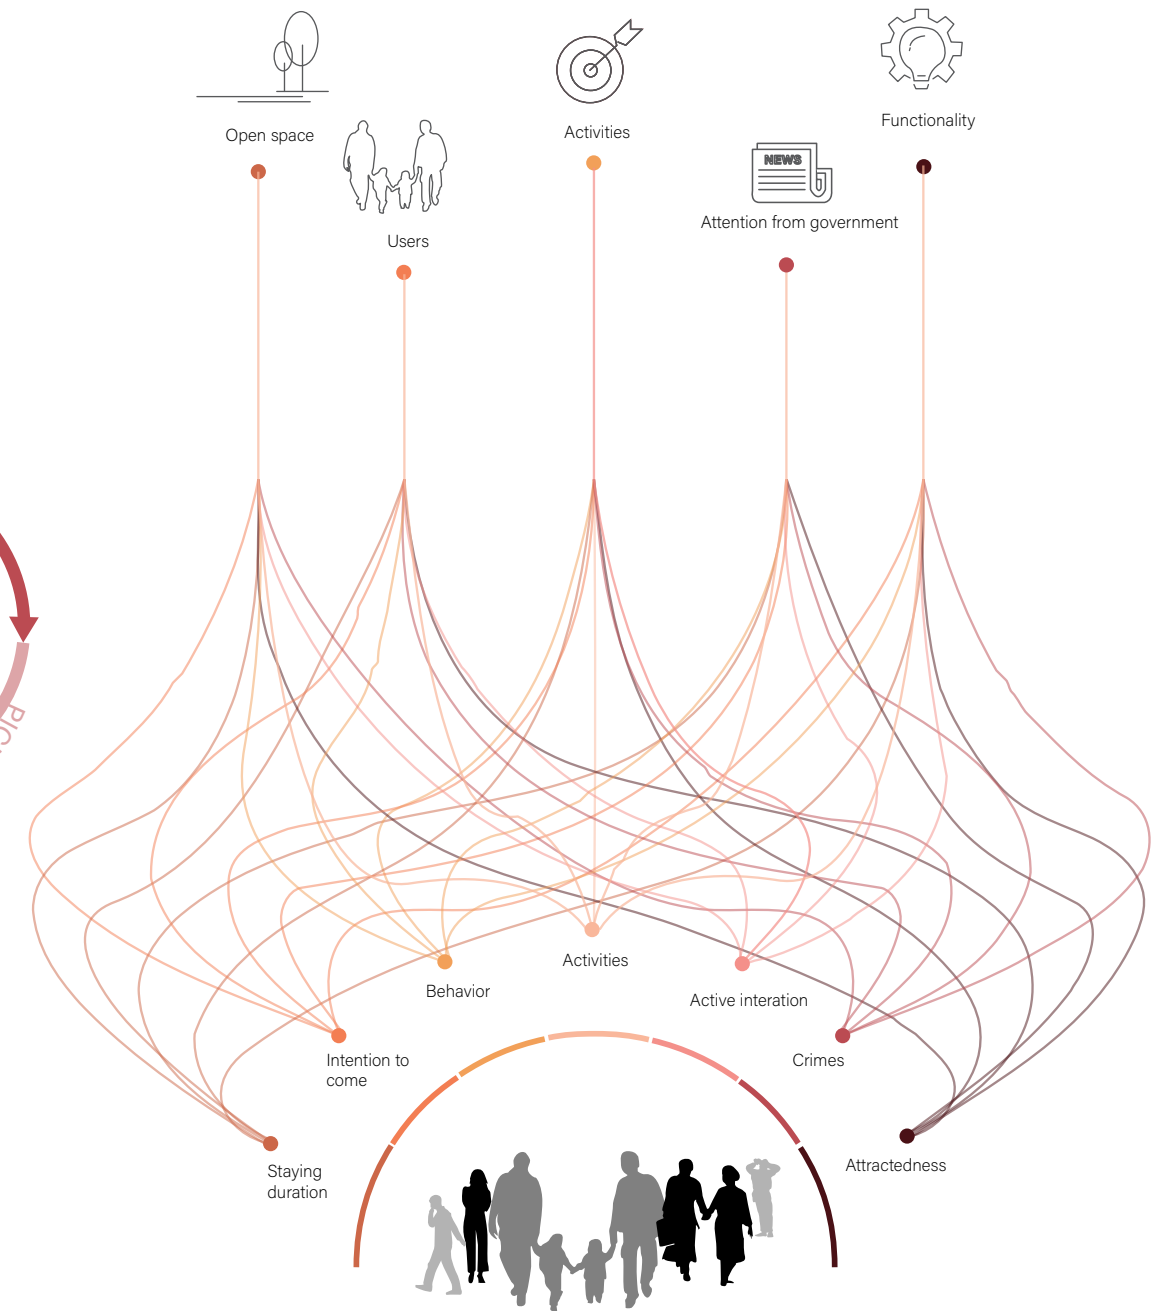 Open space
Users
Activities
NEWS
Attention from government
Functionality
PIC
Activities
Behavior
Active interation
Intention to
come
Crimes
Staying
duration
Attractedness